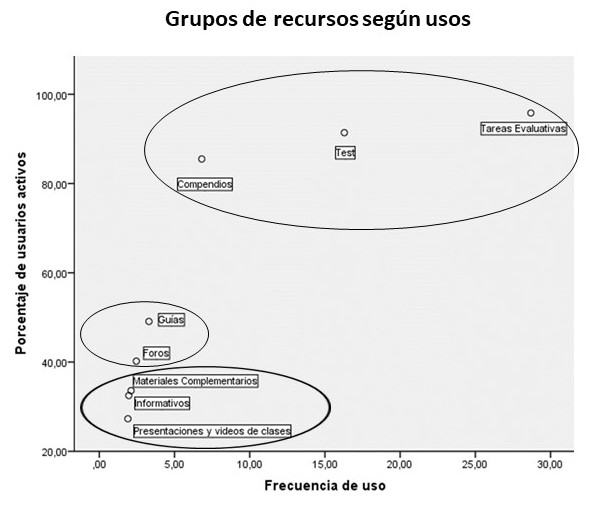 Grupos de recursos según usos
Porcentaje de usuarios activos
100,00
80,00
60,00
40,00
20,00
Tareas Evaluativas
Test
Compendios
Guías
Foros
Materiales Complementarios
Informativos
Presentaciones y videos de clases
,00
5,00
10,00
15,00
20,00
25,00
30,00
Frecuencia de uso